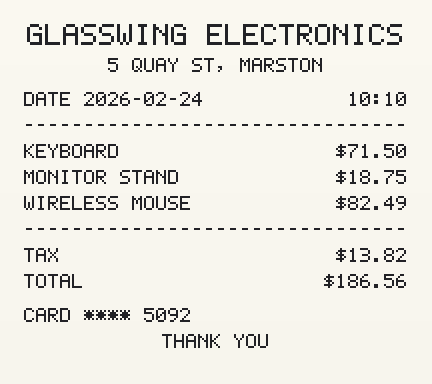 GLASSWING ELECTRONICS
5 QUAY ST, MARSTON
DATE 2026-02-24 10:10
--------------------------------
KEYBOARD $71.50
MONITOR STAND $18.75
WIRELESS MOUSE $82.49
--------------------------------
TAX $13.82
TOTAL $186.56
CARD **** 5092
THANK YOU